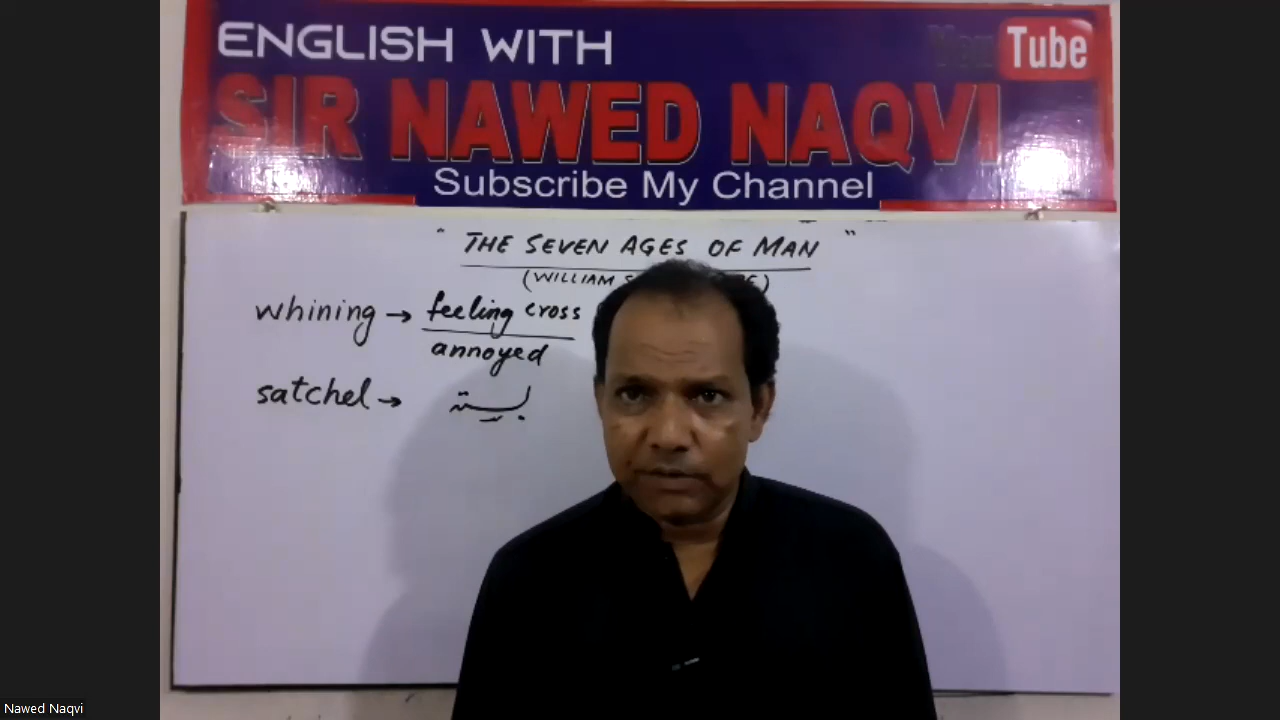 ENGLISH WITH
You Tube
SIR NAWED NAQVI
Subscribe My Channel
" THE SEVEN AGES OF MAN "
(WILLIAM
whining → feeling cross
annoyed
satchel → بستہ
Nawed Naqvi